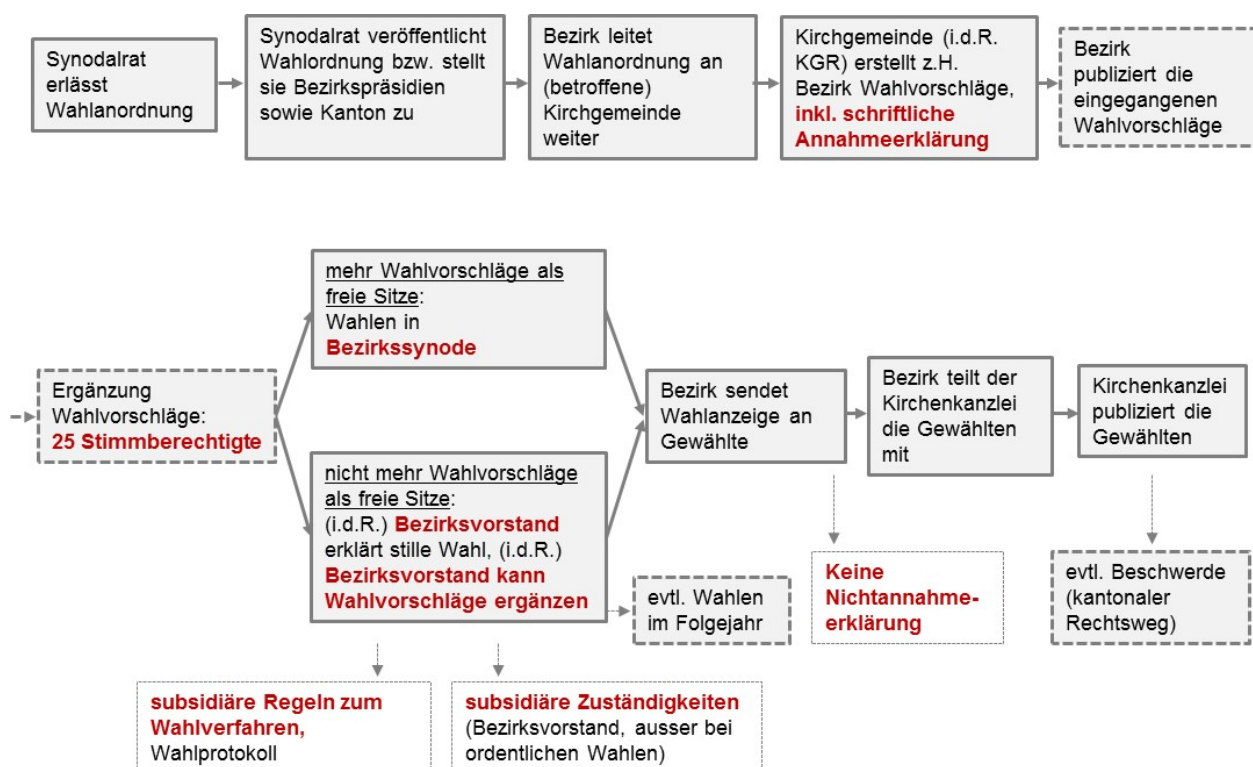 Synodalrat
erlässt
Wahlanordnung
Synodalrat veröffentlicht
Wahlordnung bzw. stellt
sie Bezirkspräsidien
sowie Kanton zu
Bezirk leitet
Wahlanordnung an
(betroffene)
Kirchgemeinde
weiter
Kirchgemeinde (i.d.R.
KGR) erstellt z.H.
Bezirk Wahlvorschläge,
inkl. schriftliche
Annahmeerklärung
Bezirk
publiziert die
eingegangenen
Wahlvorschläge
Ergänzung
Wahlvorschläge:
25 Stimmberechtigte
mehr Wahlvorschläge als
freie Sitze:
Wahlen in
Bezirkssynode
nicht mehr Wahlvorschläge
als freie Sitze:
(i.d.R.) Bezirksvorstand
erklärt stille Wahl, (i.d.R.)
Bezirksvorstand kann
Wahlvorschläge ergänzen
Bezirk sendet
Wahlanzeige an
Gewählte
Bezirk teilt der
Kirchenkanzlei
die Gewählten
mit
Kirchenkanzlei
publiziert die
Gewählten
evtl. Wahlen
im Folgejahr
Keine
Nichtannahme-
erklärung
evtl. Beschwerde
(kantonaler
Rechtsweg)
subsidiäre Regeln zum
Wahlverfahren,
Wahlprotokoll
subsidiäre Zuständigkeiten
(Bezirksvorstand, ausser bei
ordentlichen Wahlen)